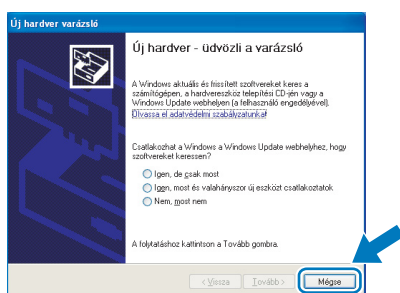 Új hardver varázsló
Új hardver - üdvözli a varázsló
A Windows aktuális és frissített szoftvereket keres a
számítógépen, a hardvereszköz telepítési CD-jén vagy a
Windows Update webhelyen (a felhasználó engedélyével).
Olvassa el adatvédelmi szabályzatunkat
Csatlakozhat a Windows a Windows Update webhelyhez, hogy
szoftvereket keressen?
Igen, de csak most
Igen, most és valahányszor új eszközt csatlakoztatok
Nem, most nem
A folytatáshoz kattintson a Tovább gombra.
< Vissza Tovább > Mégse